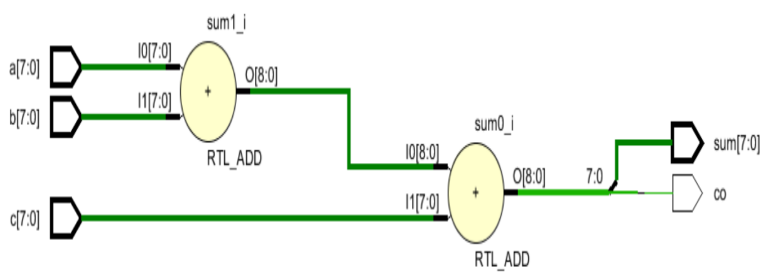 sum1_i
a[7:0]
I0[7:0]
+
O[8:0]
b[7:0]
I1[7:0]
RTL_ADD
sum0_i
I0[8:0]
+
O[8:0]
7:0
sum[7:0]
co
c[7:0]
I1[7:0]
RTL_ADD